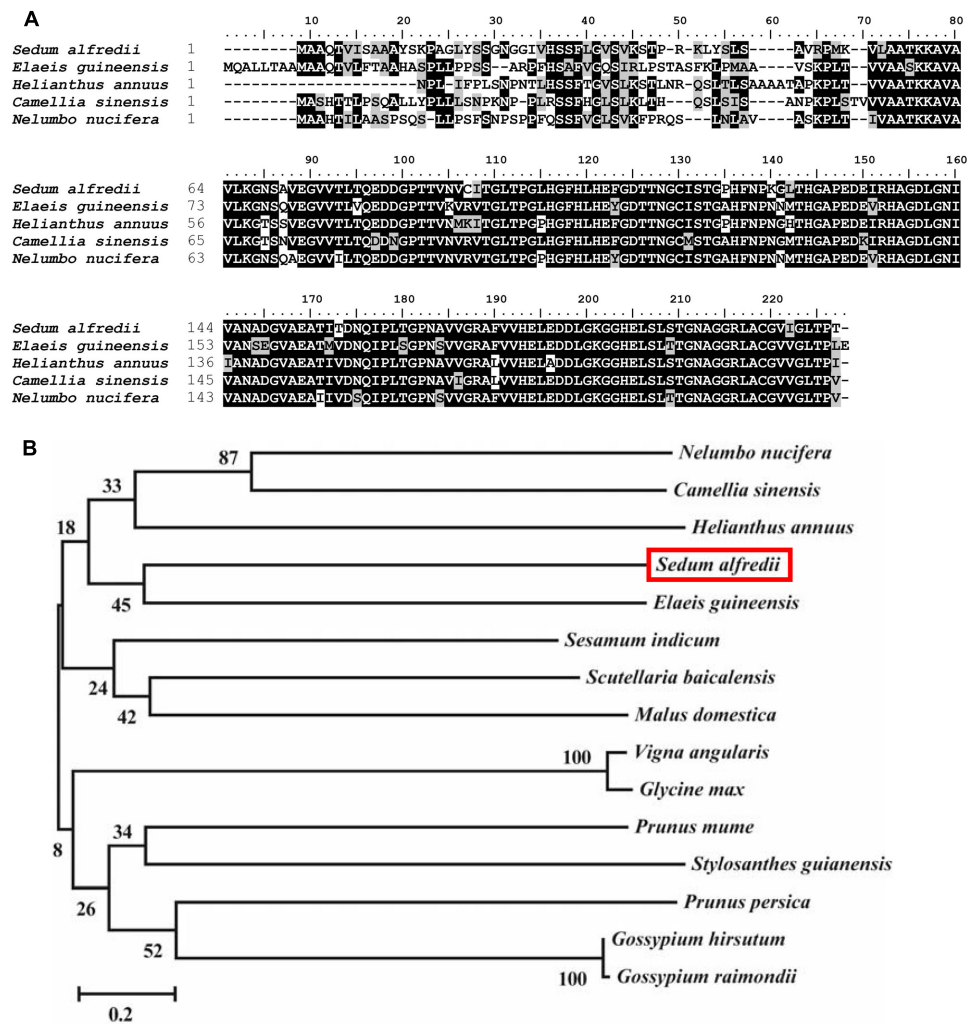 A
10 20 30 40 50 60 70 80
Sedum alfredii 1 --------MAAQTVISAAAYSKPAGLYSSGNGGIVHSSFLGVSVKSTP-R-KLYSLS-----AVRPMK--VLAATKKAVA
Elaeis guineensis 1 MQALLTAAMAAQTVLFTAAHASPLLPPSS--ARPFHSAFVGQSIRLPSTASFKLPMAA----VSKPLT--VVAASKKAVA
Helianthus annuus 1 ---------------------NPL-IFPLSNPNTLHSSFTGVSLKSTLNR-QSLTLSAAAATAPKPLT--VVAATKKAVA
Camellia sinensis 1 --------MASHTTLPSQALLYPLLLSNPKNP-PLRSSFHGLSLKLTH--QSLSIS-----ANPKPLSTVVVAATKKAVA
Nelumbo nucifera 1 --------MAAHTILAASPSQS-LLPSFSNPSPPFQSSFVGLSVKFPRQS--LNLAV-----ASKPLT--IVAATKKAVA
90 100 110 120 130 140 150 160
Sedum alfredii 64 VLKGNSAVEGVVTLTQEDDGPTTVNVCITGLTPGLHGFHLHEFGDTTNGCISTGPHFNPKGLTHGAPEDEIRHAGDLGNI
Elaeis guineensis 73 VLKGNSQVEGVVTLVQEDDGPTTVKVRVTGLTPGLHGFHLHEYGDTTNGCISTGAHFNPNNMTHGAPEDEVRHAGDLGNI
Helianthus annuus 56 VLKGTSSVEGVVTLTQEDDGPTTVNMKITGLTPGPHGFHLHEFGDTTNGCISTGPHFNPNGHTHGAPEDEIRHAGDLGNI
Camellia sinensis 65 VLKGTSNVEGVVTLTQDDNGPTTVNVRVTGLTPGLHGFHLHEFGDTTNGCMSTGAHFNPNGMTHGAPEDKIRHAGDLGNI
Nelumbo nucifera 63 VLKGNSQAEGVVILTQEDDGPTTVNVRVTGLTPGPHGFHLHEYGDTTNGCISTGAHFNPNNMTHGAPEDEVRHAGDLGNI
170 180 190 200 210 220
Sedum alfredii 144 VANADGVAEATITDNQIPLTGPNAVVGRAFVVHELEDDLGKGGHELSLSTGNAGGRLACGVIGLTPT-
Elaeis guineensis 153 VANSEGVAEATMVDNQIPLSGPNSVVGRAFVVHELEDDLGKGGHELSLTTGNAGGRLACGVVGLTPLE
Helianthus annuus 136 IANADGVAEATIVDNQIPLTGPNAVVGRALVVHELADDLGKGGHELSLSTGNAGGRLACGVVGLTPI-
Camellia sinensis 145 VANADGVAEATIVDNQIPLTGPNAVIGRALVVHELEDDLGKGGHELSLSTGNAGGRLACGVVGLTPV-
Nelumbo nucifera 143 VANADGVAEAIIVDSQIPLTGPNSVVGRAFVVHELEDDLGKGGHELSLTTGNAGGRLACGVVGLTPV-
B
87 Nelumbo nucifera
33 Camellia sinensis
18 Helianthus annuus
Sedum alfredii
45 Elaeis guineensis
Sesamum indicum
24 Scutellaria baicalensis
42 Malus domestica
100 Vigna angularis
Glycine max
34 Prunus mume
8 Stylosanthes guianensis
26 Prunus persica
52 Gossypium hirsutum
100 Gossypium raimondii
0.2